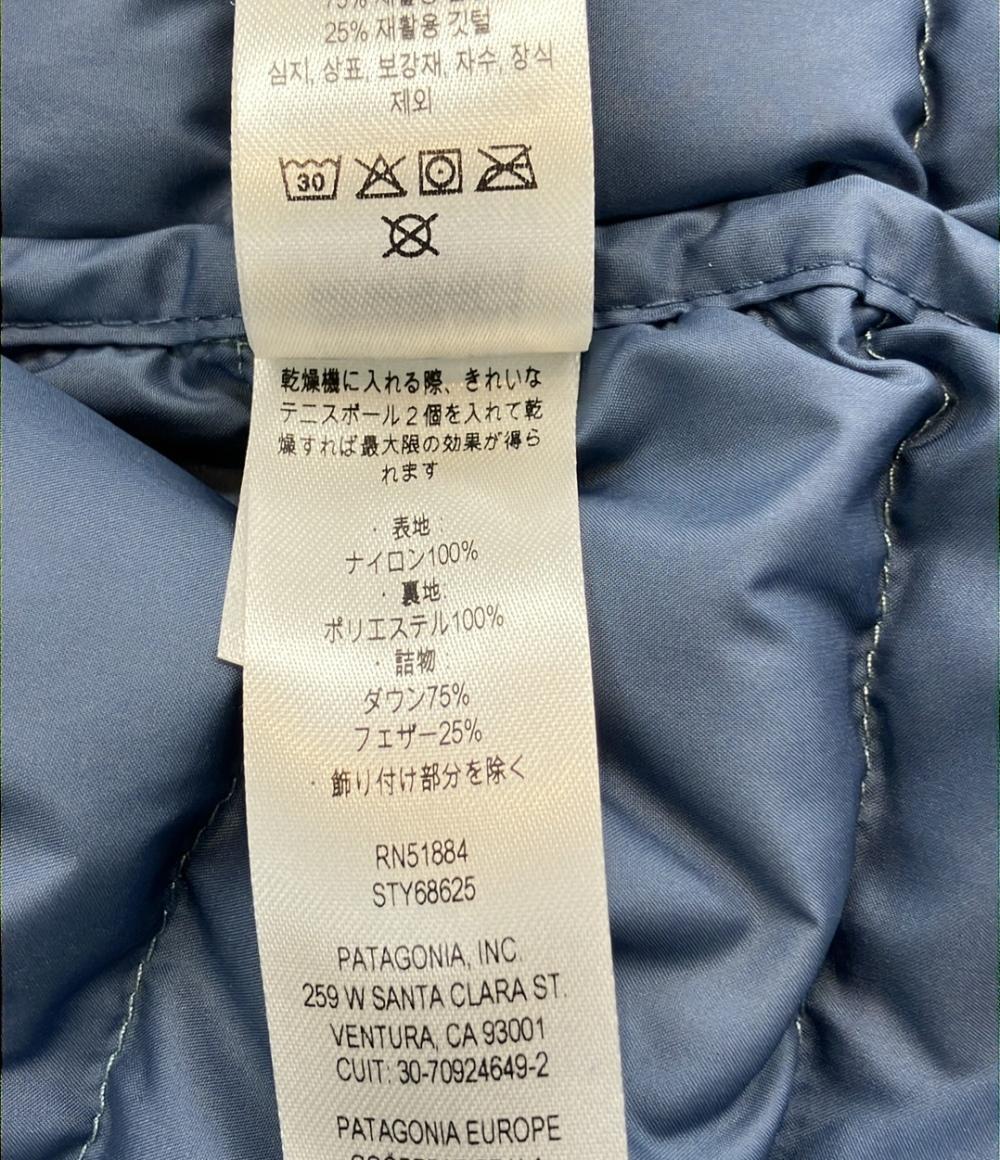 25% 재활용 깃털
심지, 상표, 보강재, 자수, 장식
제외
30
乾燥機に入れる際、きれいな
テニスボール2個を入れて乾
燥すれば最大限の効果が得ら
れます
· 表地:
ナイロン100%
· 裏地:
ポリエステル100%
· 詰物:
ダウン75%
フェザー25%
· 飾り付け部分を除く
RN51884
STY68625
PATAGONIA, INC.
259 W SANTA CLARA ST.
VENTURA, CA 93001
CUIT: 30-70924649-2
PATAGONIA EUROPE